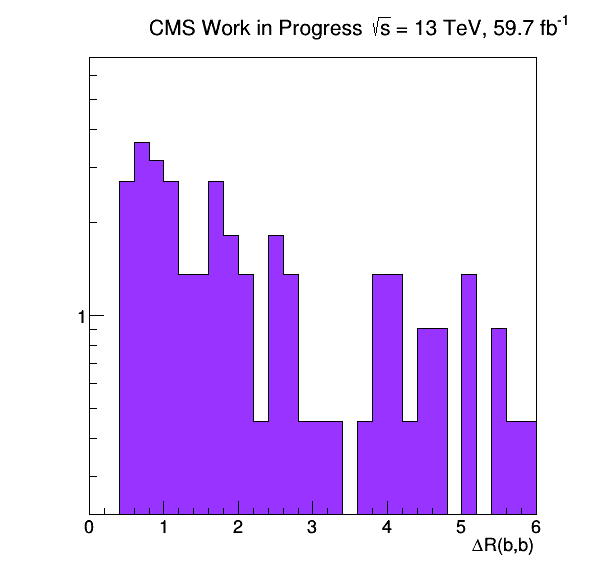 CMS Work in Progress √s = 13 TeV, 59.7 fb⁻¹
1
0 1 2 3 4 5 6
ΔR(b,b)